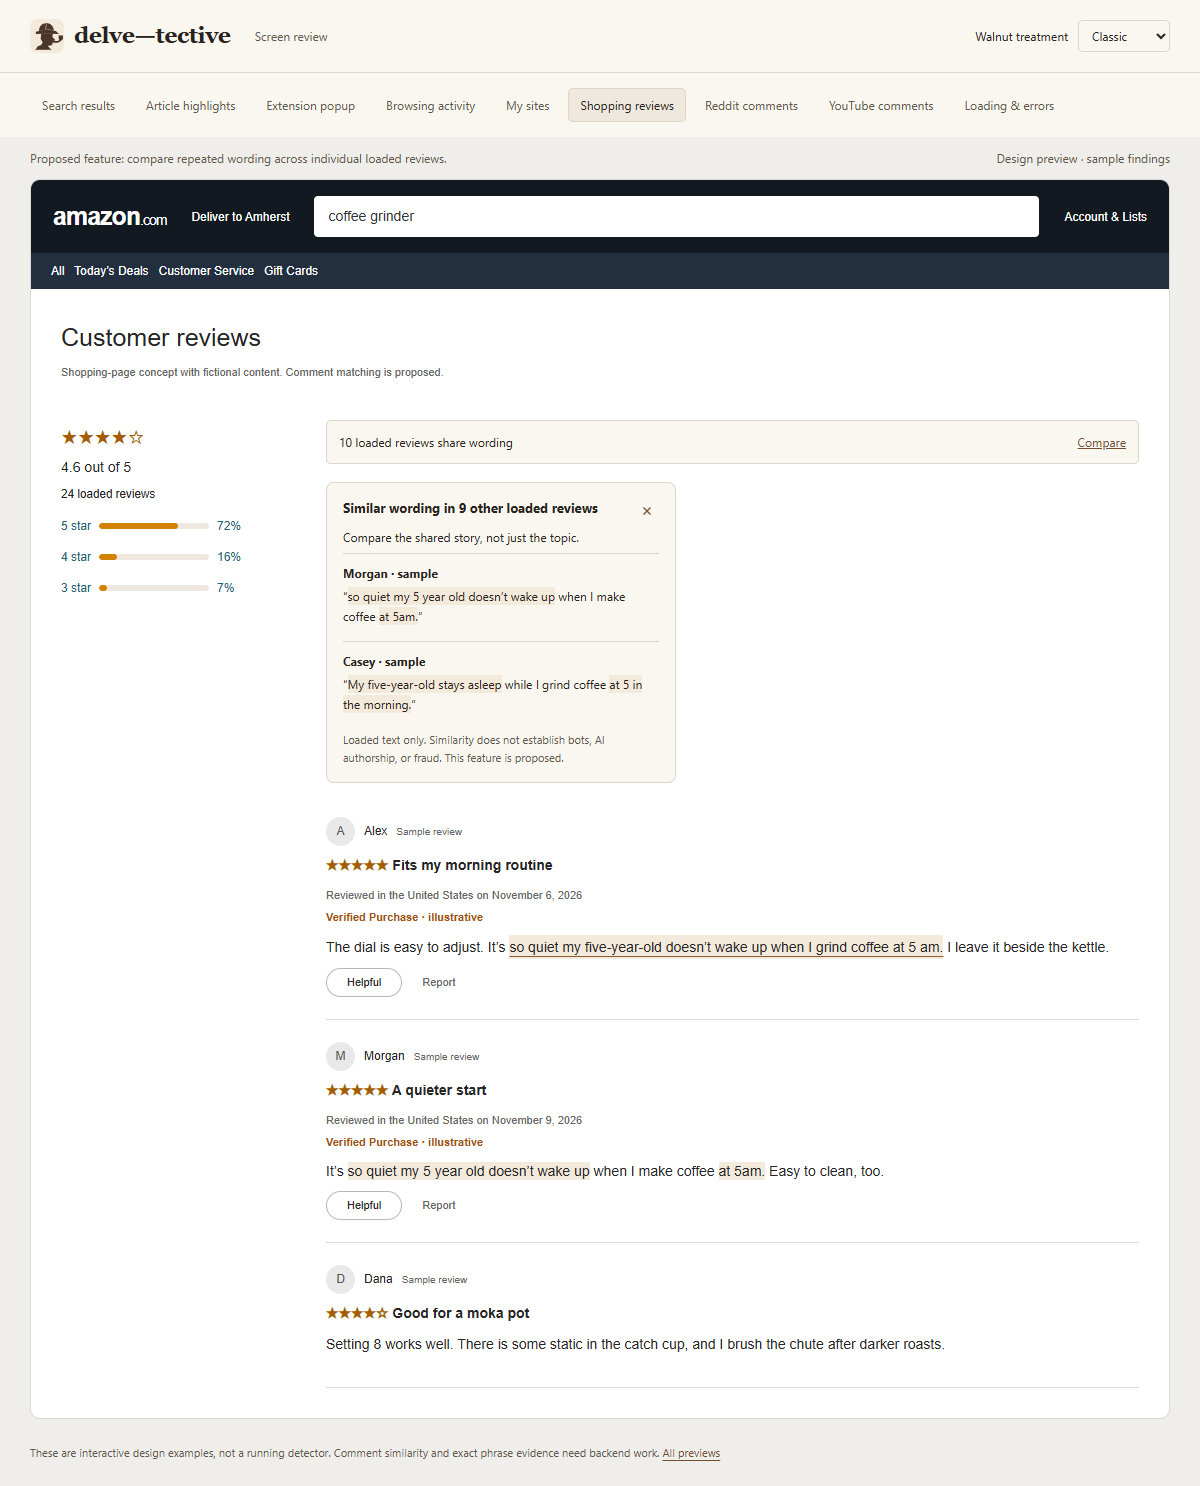 delve—tective
Screen review
Walnut treatment
Classic
Search results
Article highlights
Extension popup
Browsing activity
My sites
Shopping reviews
Reddit comments
YouTube comments
Loading & errors
Proposed feature: compare repeated wording across individual loaded reviews.
Design preview · sample findings
amazon.com
Deliver to Amherst
coffee grinder
Account & Lists
All
Today's Deals
Customer Service
Gift Cards
Customer reviews
Shopping-page concept with fictional content. Comment matching is proposed.
★★★★☆
4.6 out of 5
24 loaded reviews
5 star 72%
4 star 16%
3 star 7%
10 loaded reviews share wording
Compare
Similar wording in 9 other loaded reviews
×
Compare the shared story, not just the topic.
Morgan · sample
“so quiet my 5 year old doesn’t wake up when I make
coffee at 5am.”
Casey · sample
“My five-year-old stays asleep while I grind coffee at 5 in
the morning.”
Loaded text only. Similarity does not establish bots, AI
authorship, or fraud. This feature is proposed.
A
Alex Sample review
★★★★★ Fits my morning routine
Reviewed in the United States on November 6, 2026
Verified Purchase · illustrative
The dial is easy to adjust. It’s so quiet my five-year-old doesn’t wake up when I grind coffee at 5 am. I leave it beside the kettle.
Helpful
Report
M
Morgan Sample review
★★★★★ A quieter start
Reviewed in the United States on November 9, 2026
Verified Purchase · illustrative
It’s so quiet my 5 year old doesn’t wake up when I make coffee at 5am. Easy to clean, too.
Helpful
Report
D
Dana Sample review
★★★★☆ Good for a moka pot
Setting 8 works well. There is some static in the catch cup, and I brush the chute after darker roasts.
These are interactive design examples, not a running detector. Comment similarity and exact phrase evidence need backend work. All previews